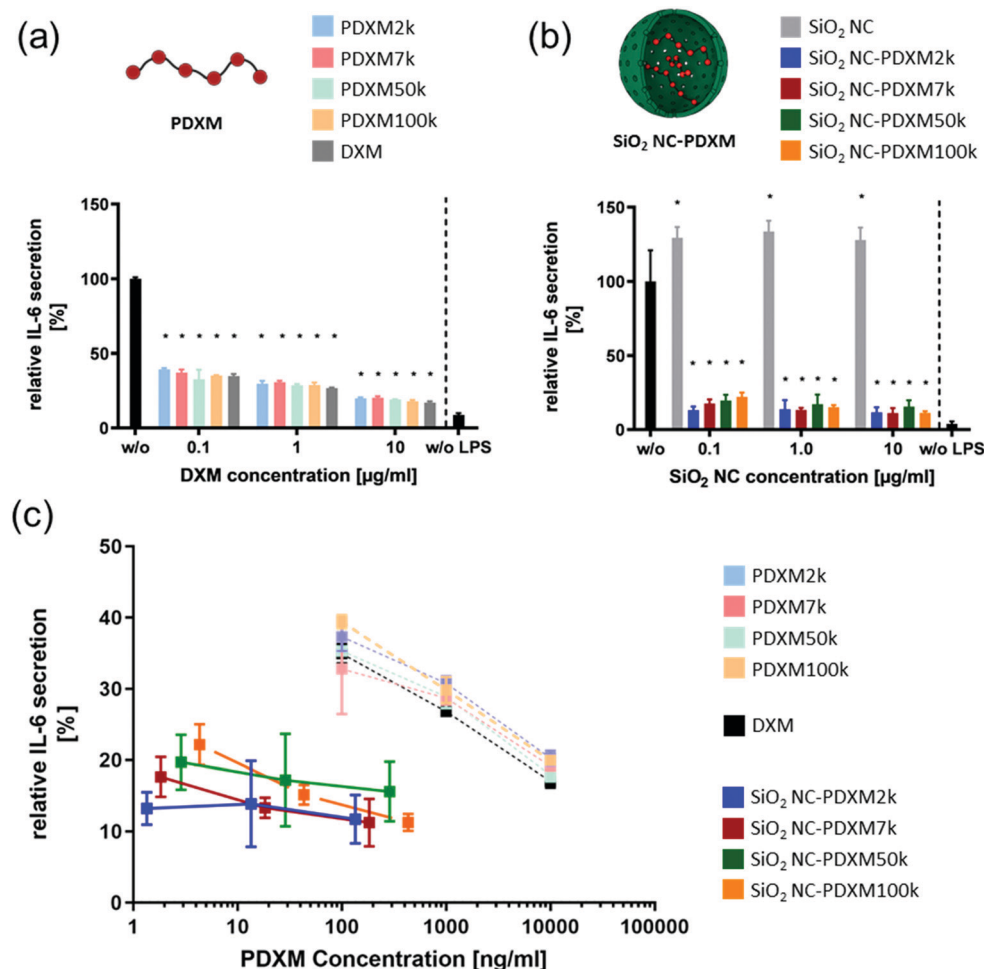 (a)
PDXM
PDXM2k
PDXM7k
PDXM50k
PDXM100k
DXM
relative IL-6 secretion
[%]
150
100
50
0
* * * * *
* * * * *
* * * * *
w/o
0.1
1
10
w/o LPS
DXM concentration [µg/ml]
(b)
SiO₂ NC-PDXM
SiO₂ NC
SiO₂ NC-PDXM2k
SiO₂ NC-PDXM7k
SiO₂ NC-PDXM50k
SiO₂ NC-PDXM100k
relative IL-6 secretion
[%]
150
100
50
0
* * *
* * * *
* * * *
* * * *
w/o
0.1
1.0
10
w/o LPS
SiO₂ NC concentration [µg/ml]
(c)
relative IL-6 secretion
[%]
50
40
30
20
10
0
1
10
100
1000
10000
100000
PDXM Concentration [ng/ml]
PDXM2k
PDXM7k
PDXM50k
PDXM100k
DXM
SiO₂ NC-PDXM2k
SiO₂ NC-PDXM7k
SiO₂ NC-PDXM50k
SiO₂ NC-PDXM100k